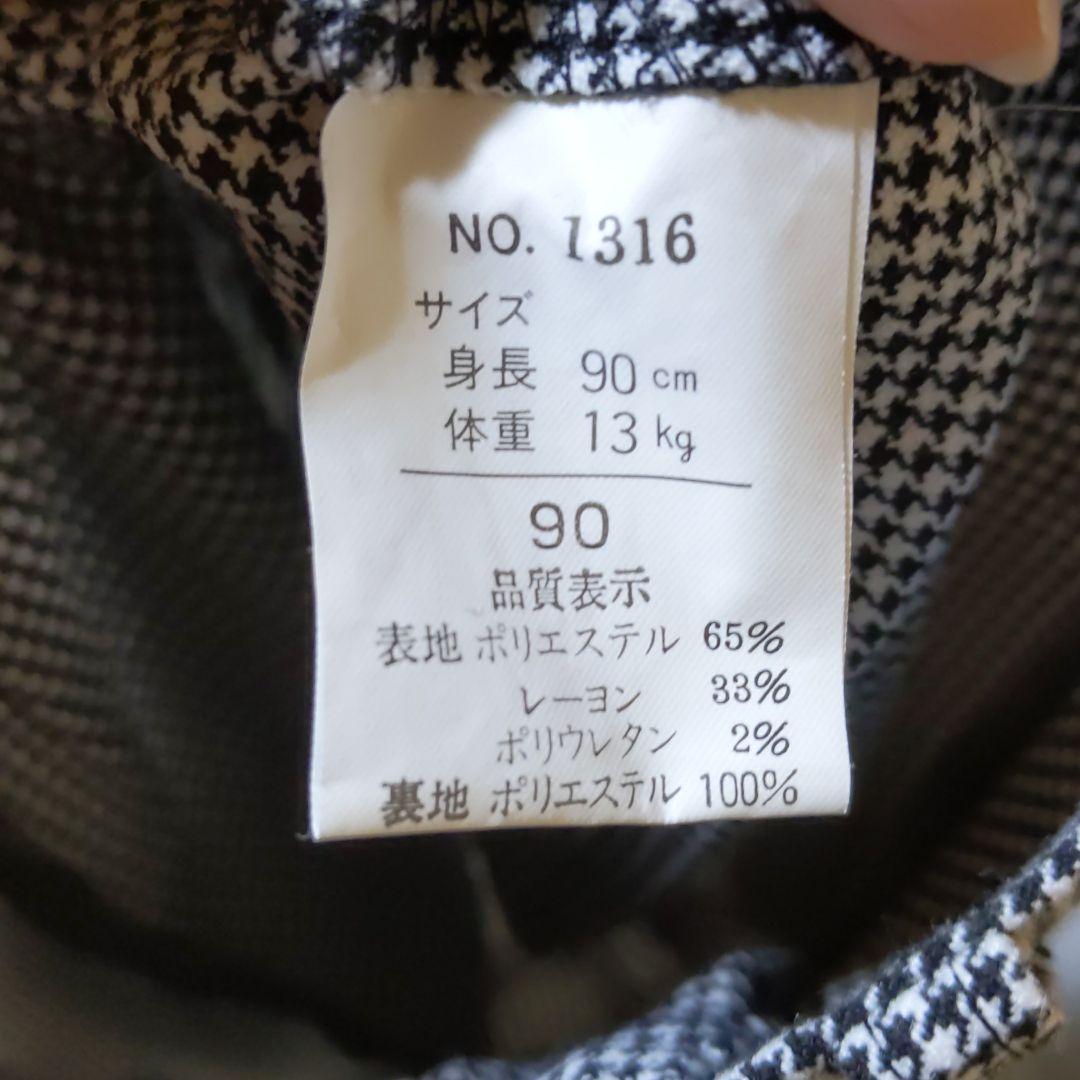 NO. 1316
サイズ
身長 90 cm
体重 13 kg
90
品質表示
表地 ポリエステル 65%
レーヨン 33%
ポリウレタン 2%
裏地 ポリエステル 100%